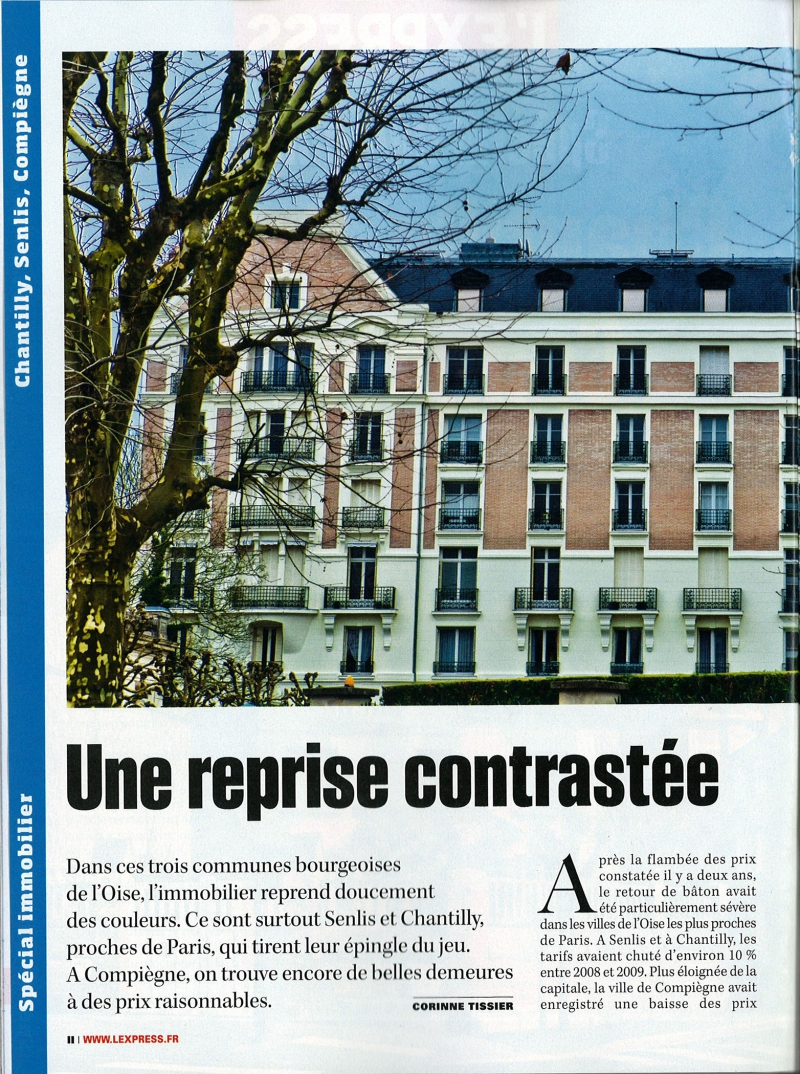 Chantilly, Senlis, Compiègne
Spécial immobilier
Une reprise contrastée
Dans ces trois communes bourgeoises
de l'Oise, l'immobilier reprend doucement
des couleurs. Ce sont surtout Senlis et Chantilly,
proches de Paris, qui tirent leur épingle du jeu.
A Compiègne, on trouve encore de belles demeures
à des prix raisonnables.
CORINNE TISSIER
Après la flambée des prix
constatée il y a deux ans,
le retour de bâton avait
été particulièrement sévère
dans les villes de l'Oise les plus proches
de Paris. A Senlis et à Chantilly, les
tarifs avaient chuté d'environ 10 %
entre 2008 et 2009. Plus éloignée de la
capitale, la ville de Compiègne avait
enregistré une baisse des prix
II | WWW.LEXPRESS.FR